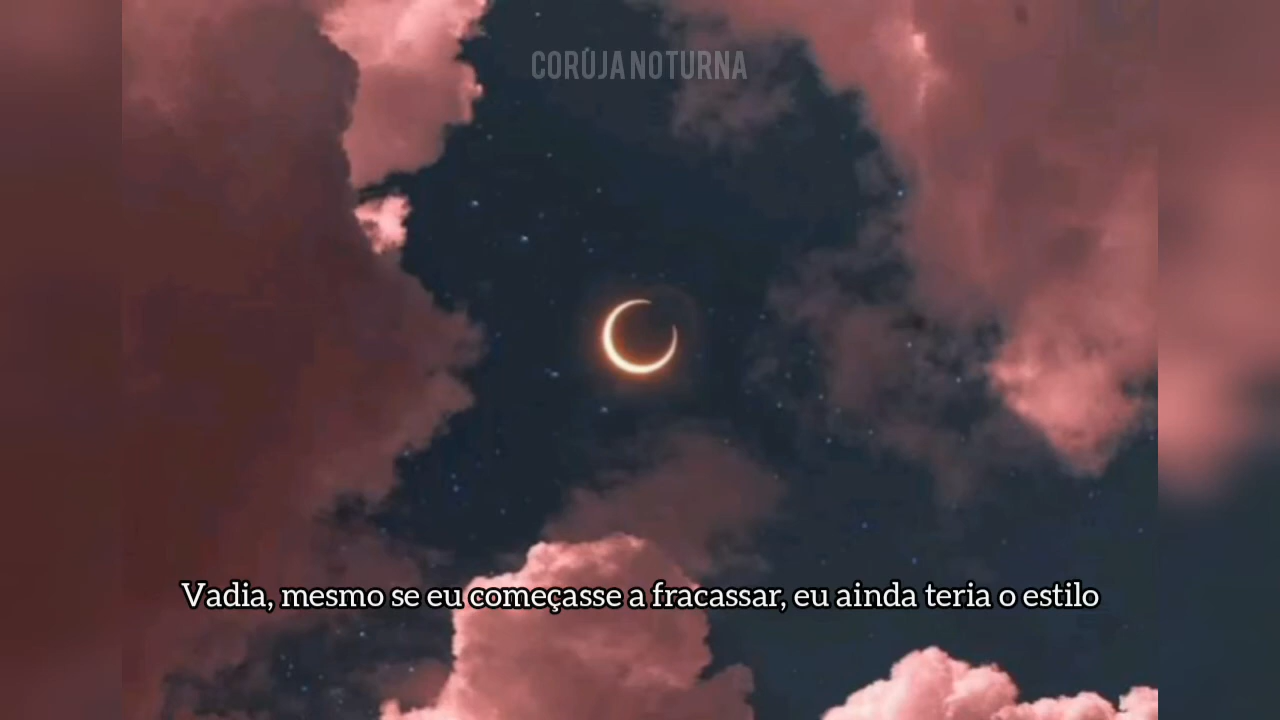 CORÚJA NOTURNA
Vadia, mesmo se eu começasse a fracassar, eu ainda teria o estilo